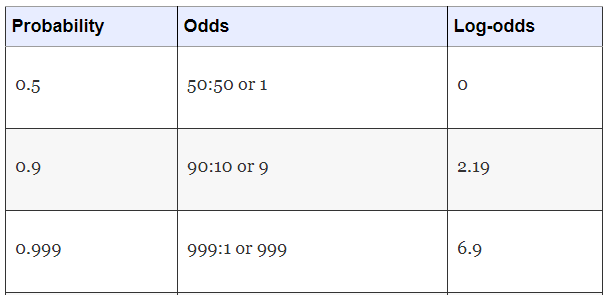 Probability Odds Log-odds
0.5 50:50 or 1 0
0.9 90:10 or 9 2.19
0.999 999:1 or 999 6.9